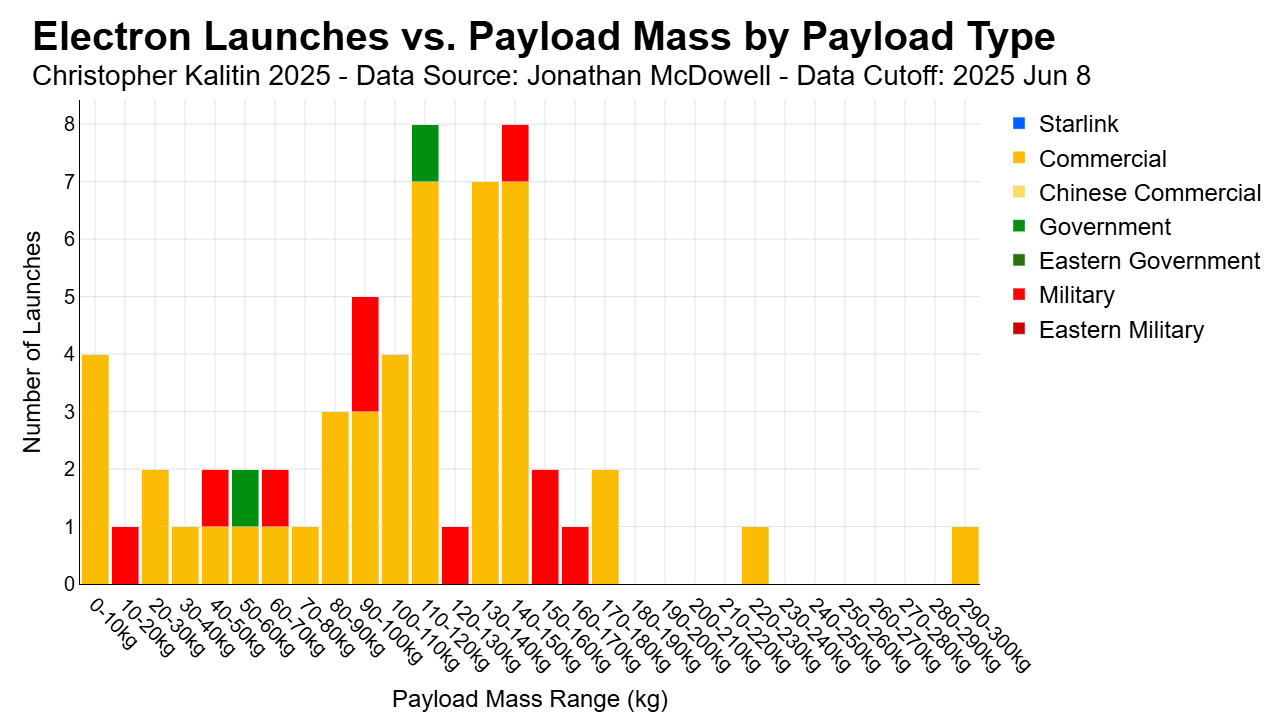 Electron Launches vs. Payload Mass by Payload Type
Christopher Kalitin 2025 - Data Source: Jonathan McDowell - Data Cutoff: 2025 Jun 8
Number of Launches
8
7
6
5
4
3
2
1
0
0-10kg
10-20kg
20-30kg
30-40kg
40-50kg
50-60kg
60-70kg
70-80kg
80-90kg
90-100kg
100-110kg
110-120kg
120-130kg
130-140kg
140-150kg
150-160kg
160-170kg
170-180kg
180-190kg
190-200kg
200-210kg
210-220kg
220-230kg
230-240kg
240-250kg
250-260kg
260-270kg
270-280kg
280-290kg
290-300kg
Payload Mass Range (kg)
Starlink
Commercial
Chinese Commercial
Government
Eastern Government
Military
Eastern Military